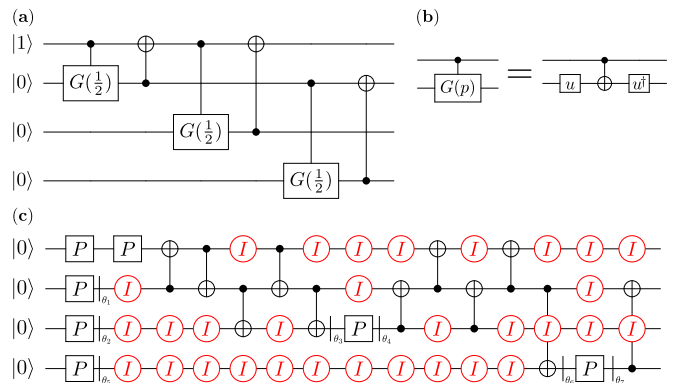 (a)
(b)
|1⟩
|0⟩ G(1/2)
|0⟩ G(1/2)
|0⟩ G(1/2)
G(p) = u u†
(c)
|0⟩ P P I I I I I I I I
|0⟩ P |θ₁ I I I
|0⟩ P |θ₂ I I I I |θ₃ P |θ₄ I I I I I
|0⟩ P |θ₅ I I I I I I I I I I I |θ₆ P |θ₇